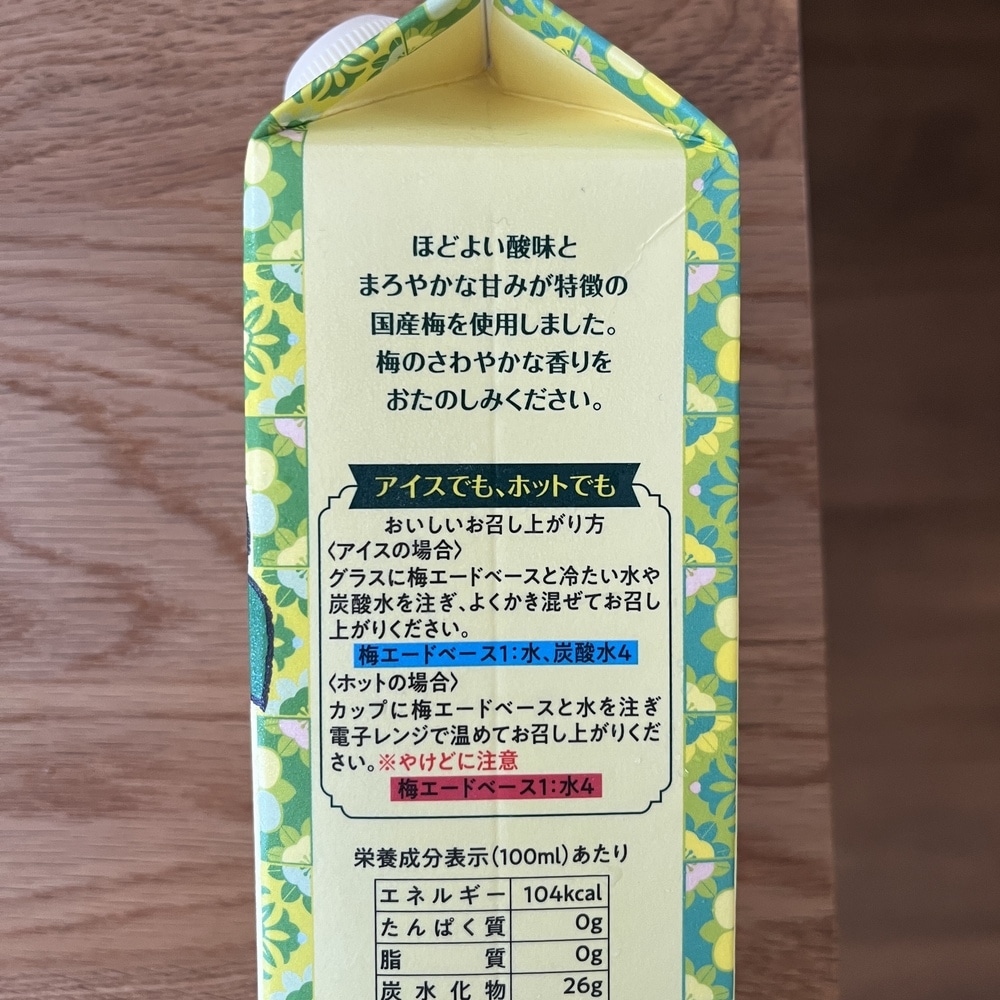 ほどよい酸味と
まろやかな甘みが特徴の
国産梅を使用しました。
梅のさわやかな香りを
おたのしみください。
アイスでも、ホットでも
おいしいお召し上がり方
〈アイスの場合〉
グラスに梅エードベースと冷たい水や
炭酸水を注ぎ、よくかき混ぜてお召し
上がりください。
梅エードベース1:水、炭酸水4
〈ホットの場合〉
カップに梅エードベースと水を注ぎ
電子レンジで温めてお召し上がりくだ
さい。※やけどに注意
梅エードベース1:水4
栄養成分表示(100ml)あたり
エネルギー 104kcal
たんぱく質 0g
脂質 0g
炭水化物 26g